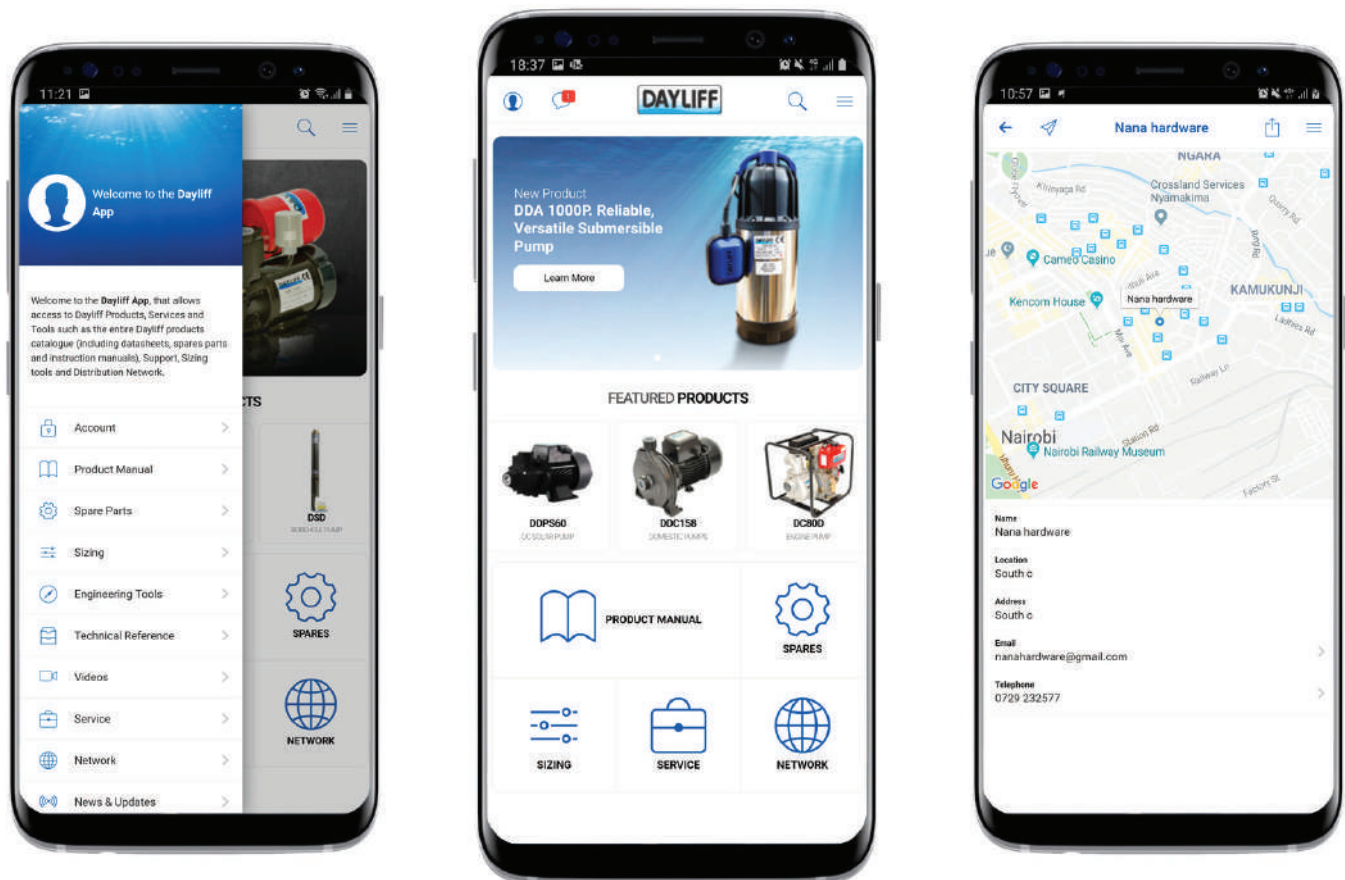 11:21
Welcome to the Dayliff
App
Welcome to the Dayliff App, that allows
access to Dayliff Products, Services and
Tools such as the entire Dayliff products
catalogue (including datasheets, spares parts
and instruction manuals), Support, Sizing
tools and Distribution Network.
Account
Product Manual
Spare Parts
Sizing
Engineering Tools
Technical Reference
Videos
Service
Network
News & Updates
CTS
DSD
BOREHOLE PUMP
SPARES
NETWORK
18:37
1
DAYLIFF
New Product
DDA 1000P. Reliable,
Versatile Submersible
Pump
Learn More
DAYLIFF
FEATURED PRODUCTS
DDPS60
DC SOLAR PUMP
DDC158
DOMESTIC PUMPS
DC80D
ENGINE PUMP
PRODUCT MANUAL
SPARES
SIZING
SERVICE
NETWORK
10:57
Nana hardware
NGARA
Kirinyaga Rd
Crossland Services
Nyamakima
Quarry Rd
Cameo Casino
Kencom House
Nana hardware
KAMUKUNJI
Ladhies Rd
Moi Ave
Railway Ln
CITY SQUARE
Station Rd
Nairobi
Nairobi Railway Museum
Factory St
Google
Name
Nana hardware
Location
South c
Address
South c
Email
nanahardware@gmail.com
Telephone
0729 232577